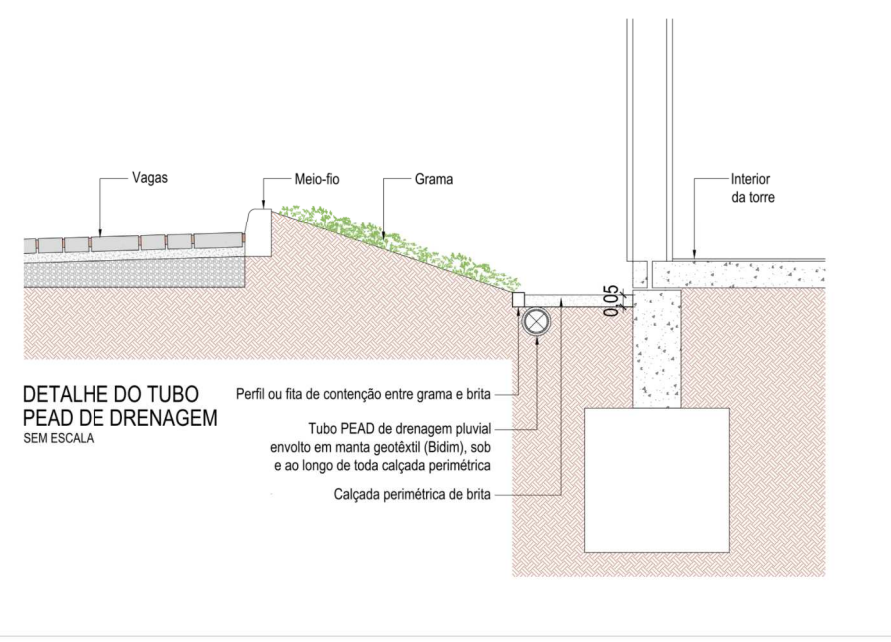 Vagas
Meio-fio
Grama
Interior
da torre
0,05
DETALHE DO TUBO
PEAD DE DRENAGEM
SEM ESCALA
Perfil ou fita de contenção entre grama e brita
Tubo PEAD de drenagem pluvial
envolto em manta geotêxtil (Bidim), sob
e ao longo de toda calçada perimétrica
Calçada perimétrica de brita